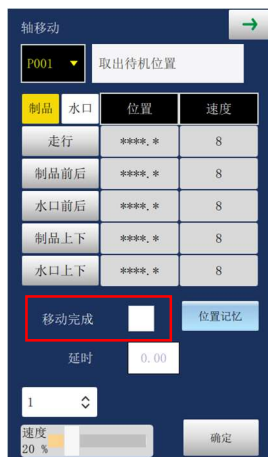 轴移动
P001 取出待机位置
制品 水口 位置 速度
走行 ****.* 8
制品前后 ****.* 8
水口前后 ****.* 8
制品上下 ****.* 8
水口上下 ****.* 8
移动完成 位置记忆
延时 0.00
1
速度
20 % 确定